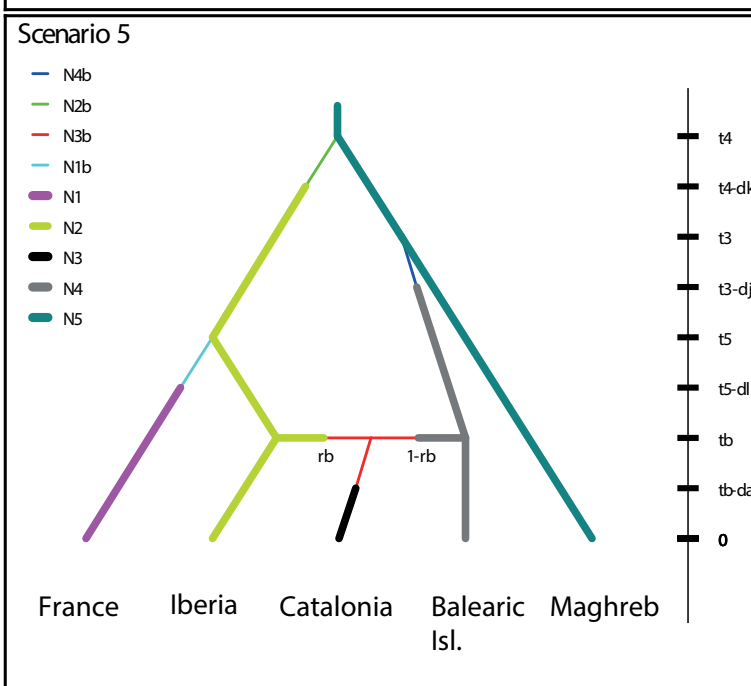 Scenario 5
N4b
N2b
N3b
N1b
N1
N2
N3
N4
N5
t4
t4-dk
t3
t3-dj
t5
t5-dl
tb
tb-da
0
rb
1-rb
France
Iberia
Catalonia
Balearic
Isl.
Maghreb